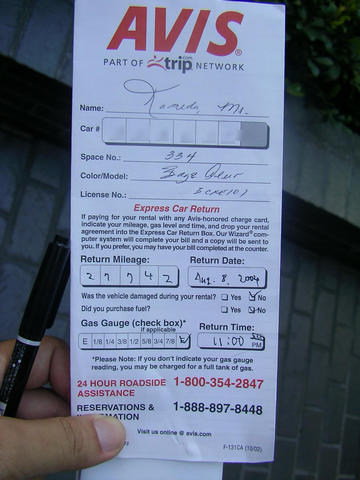 AVIS®
PART OF trip.com NETWORK
Name: Mr.
Car #
Space No.: 334
Color/Model:
License No.:
Express Car Return
If paying for your rental with any Avis-honored charge card,
indicate your mileage, gas level and time, and drop your rental
agreement into the Express Car Return Box. Our Wizard® com-
puter system will complete your bill and a copy will be sent to
you. If you prefer, you may have your bill completed at the counter.
Return Mileage: Return Date:
2 7 7 4 2 Aug. 8, 2004
Was the vehicle damaged during your rental? Yes No
Did you purchase fuel? Yes No
Gas Gauge (check box)* Return Time:
if applicable
E 1/8 1/4 3/8 1/2 5/8 3/4 7/8 11:00 AM PM
*Please Note: If you don't indicate your gas gauge
reading, you may be charged for a full tank of gas.
24 HOUR ROADSIDE 1-800-354-2847
ASSISTANCE
RESERVATIONS & 1-888-897-8448
Visit us online @ avis.com
F-131CA (10/02)